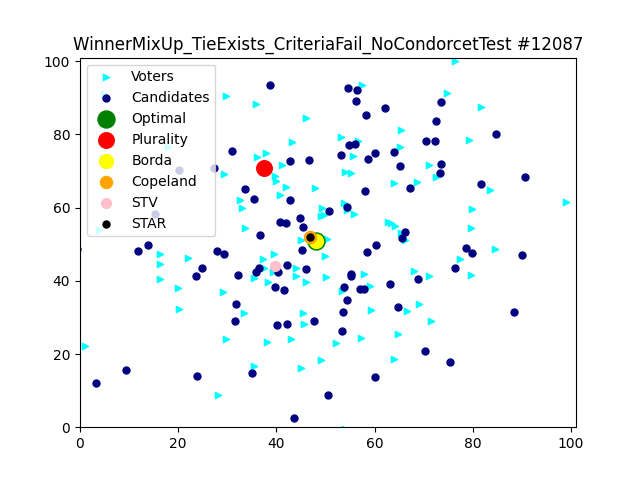 WinnerMixUp_TieExists_CriteriaFail_NoCondorcetTest #12087
100
80
60
40
20
0
Voters
Candidates
Optimal
Plurality
Borda
Copeland
STV
STAR
0 20 40 60 80 100